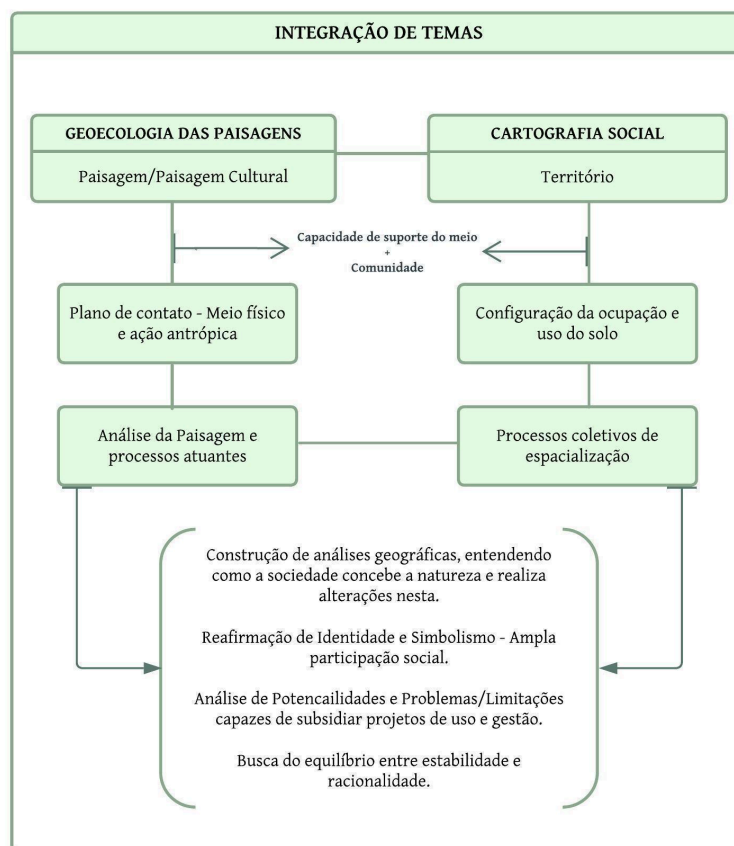 INTEGRAÇÃO DE TEMAS
GEOECOLOGIA DAS PAISAGENS
Paisagem/Paisagem Cultural
CARTOGRAFIA SOCIAL
Território
Capacidade de suporte do meio
+
Comunidade
Plano de contato - Meio físico
e ação antrópica
Configuração da ocupação e
uso do solo
Análise da Paisagem e
processos atuantes
Processos coletivos de
espacialização
Construção de análises geográficas, entendendo
como a sociedade concebe a natureza e realiza
alterações nesta.
Reafirmação de Identidade e Simbolismo - Ampla
participação social.
Análise de Potencailidades e Problemas/Limitações
capazes de subsidiar projetos de uso e gestão.
Busca do equilíbrio entre estabilidade e
racionalidade.